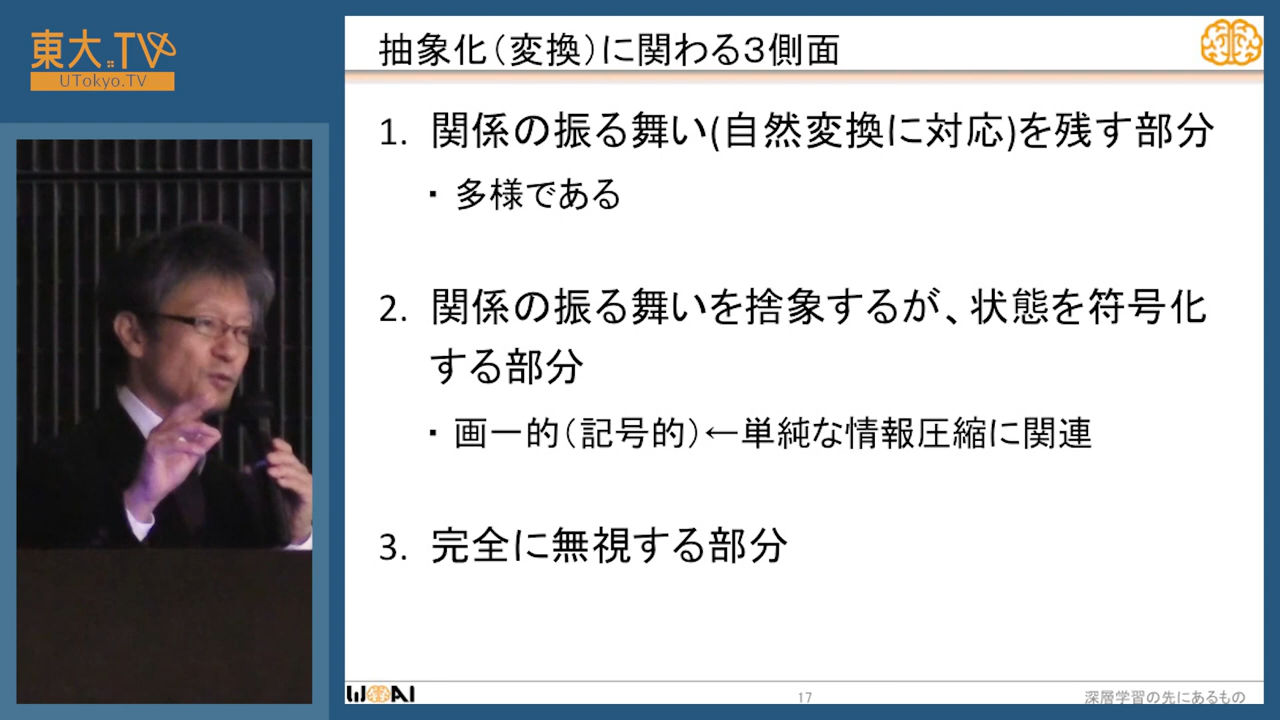 東大.TV
UTokyo.TV
抽象化（変換）に関わる３側面
1. 関係の振る舞い(自然変換に対応)を残す部分
・ 多様である
2. 関係の振る舞いを捨象するが、状態を符号化
する部分
・ 画一的（記号的）←単純な情報圧縮に関連
3. 完全に無視する部分
WBAI
17
深層学習の先にあるもの